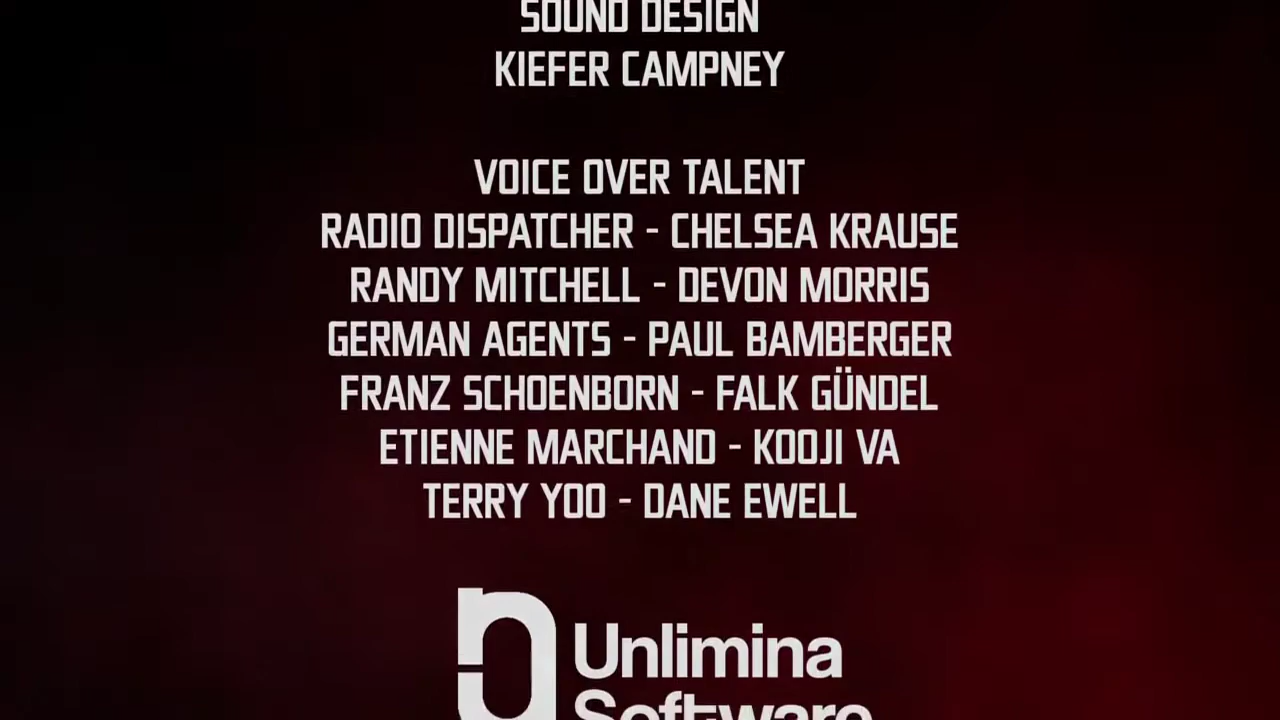 SOUND DESIGN
KIEFER CAMPNEY
VOICE OVER TALENT
RADIO DISPATCHER - CHELSEA KRAUSE
RANDY MITCHELL - DEVON MORRIS
GERMAN AGENTS - PAUL BAMBERGER
FRANZ SCHOENBORN - FALK GÜNDEL
ETIENNE MARCHAND - KOOJI VA
TERRY YOO - DANE EWELL
Unlimina
Software